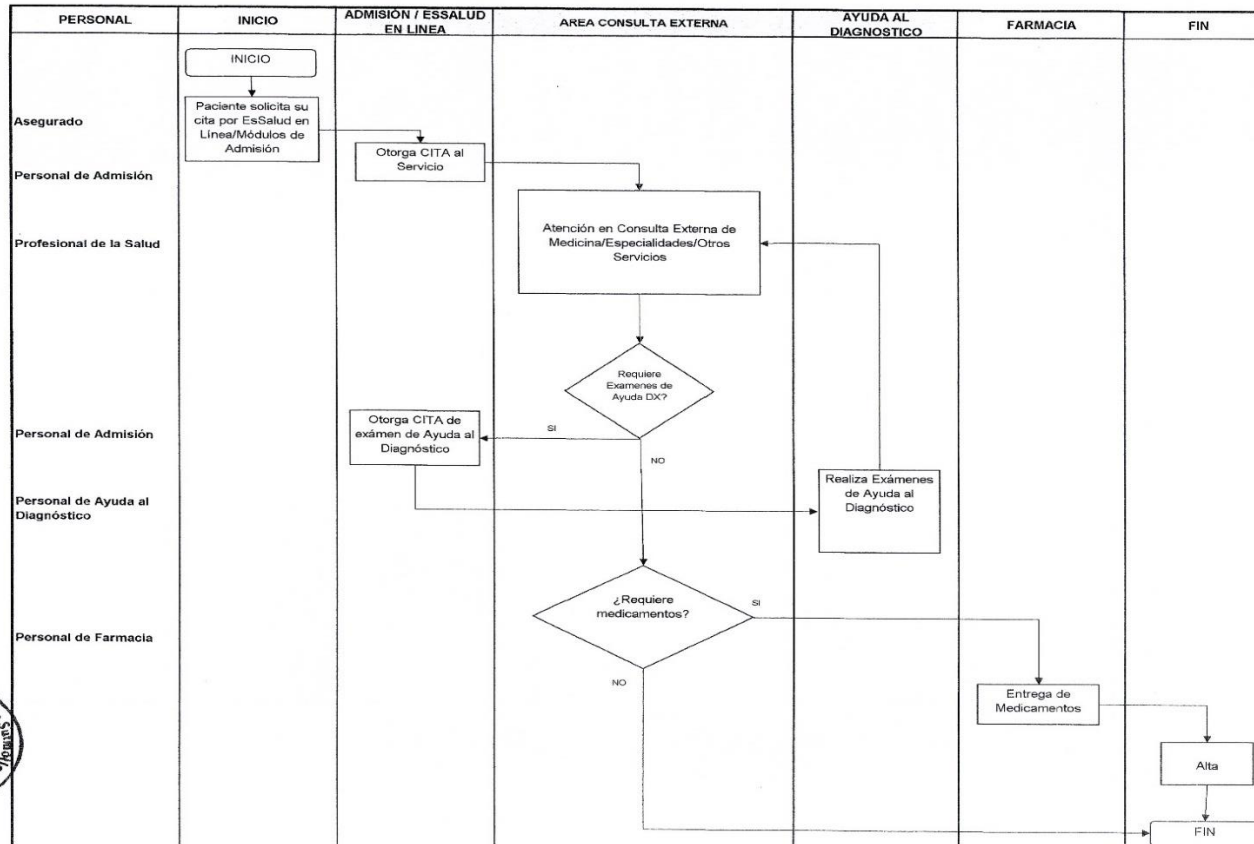 PERSONAL
INICIO
ADMISIÓN / ESSALUD
EN LINEA
AREA CONSULTA EXTERNA
AYUDA AL
DIAGNOSTICO
FARMACIA
FIN
INICIO
Asegurado
Paciente solicita su
cita por EsSalud en
Línea/Módulos de
Admisión
Personal de Admisión
Otorga CITA al
Servicio
Profesional de la Salud
Atención en Consulta Externa de
Medicina/Especialidades/Otros
Servicios
Requiere
Examenes de
Ayuda DX?
Personal de Admisión
Otorga CITA de
exámen de Ayuda al
Diagnóstico
SI
NO
Personal de Ayuda al
Diagnóstico
Realiza Exámenes
de Ayuda al
Diagnóstico
¿Requiere
medicamentos?
SI
Personal de Farmacia
NO
Entrega de
Medicamentos
Alta
FIN